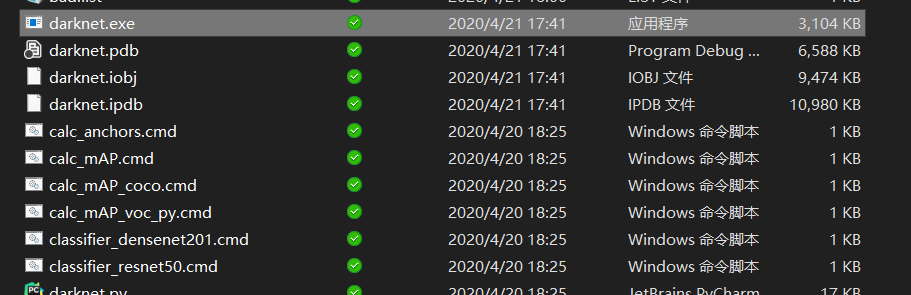 darknet.exe 2020/4/21 17:41 应用程序 3,104 KB
darknet.pdb 2020/4/21 17:41 Program Debug ... 6,588 KB
darknet.iobj 2020/4/21 17:41 IOBJ 文件 9,474 KB
darknet.ipdb 2020/4/21 17:41 IPDB 文件 10,980 KB
calc_anchors.cmd 2020/4/20 18:25 Windows 命令脚本 1 KB
calc_mAP.cmd 2020/4/20 18:25 Windows 命令脚本 1 KB
calc_mAP_coco.cmd 2020/4/20 18:25 Windows 命令脚本 1 KB
calc_mAP_voc_py.cmd 2020/4/20 18:25 Windows 命令脚本 1 KB
classifier_densenet201.cmd 2020/4/20 18:25 Windows 命令脚本 1 KB
classifier_resnet50.cmd 2020/4/20 18:25 Windows 命令脚本 1 KB
darknet.py 2020/4/20 18:25 JetBrains PyCharm 17 KB